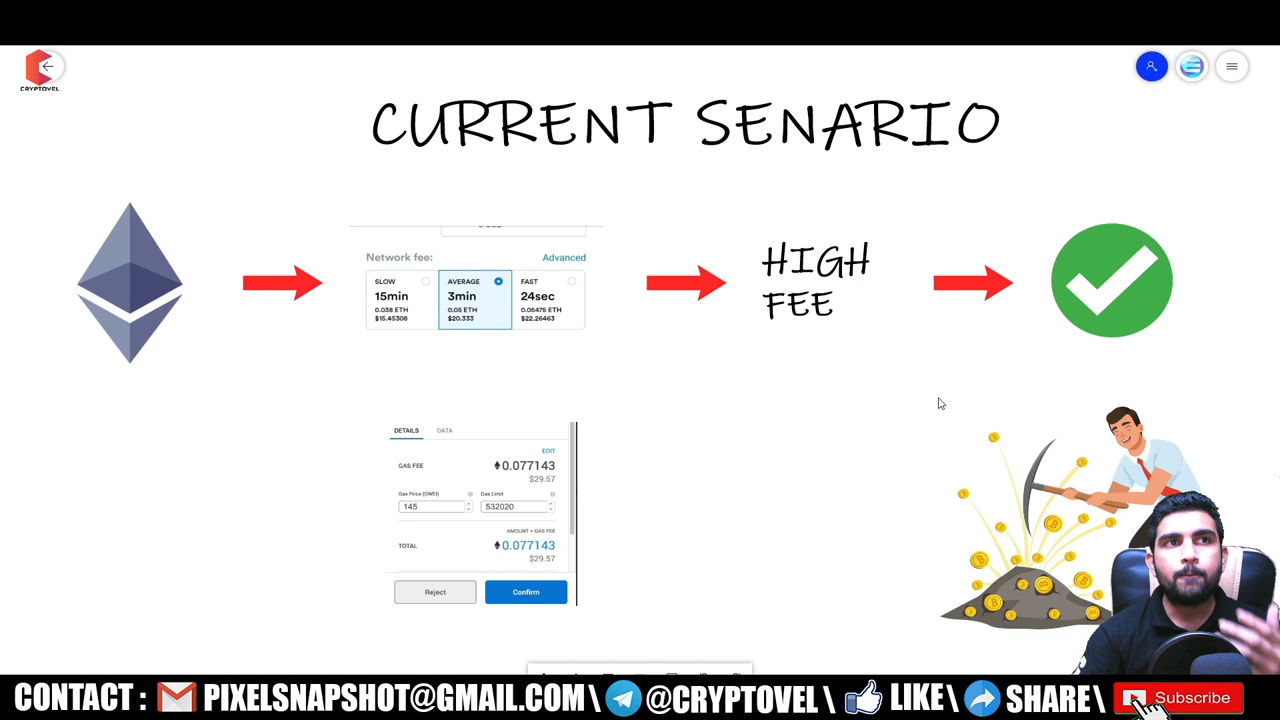 CRYPTOVEL
CURRENT SENARIO
Network fee: Advanced
SLOW AVERAGE FAST
15min 3min 24sec
0.038 ETH 0.05 ETH 0.05475 ETH
$15.45308 $20.333 $22.26463
HIGH
FEE
DETAILS DATA
EDIT
GAS FEE 0.077143
$29.57
Gas Price (GWEI) Gas Limit
145 532020
AMOUNT + GAS FEE
TOTAL 0.077143
$29.57
Reject Confirm
CONTACT : PIXELSNAPSHOT@GMAIL.COM \ @CRYPTOVEL \ LIKE\ SHARE\ Subscribe